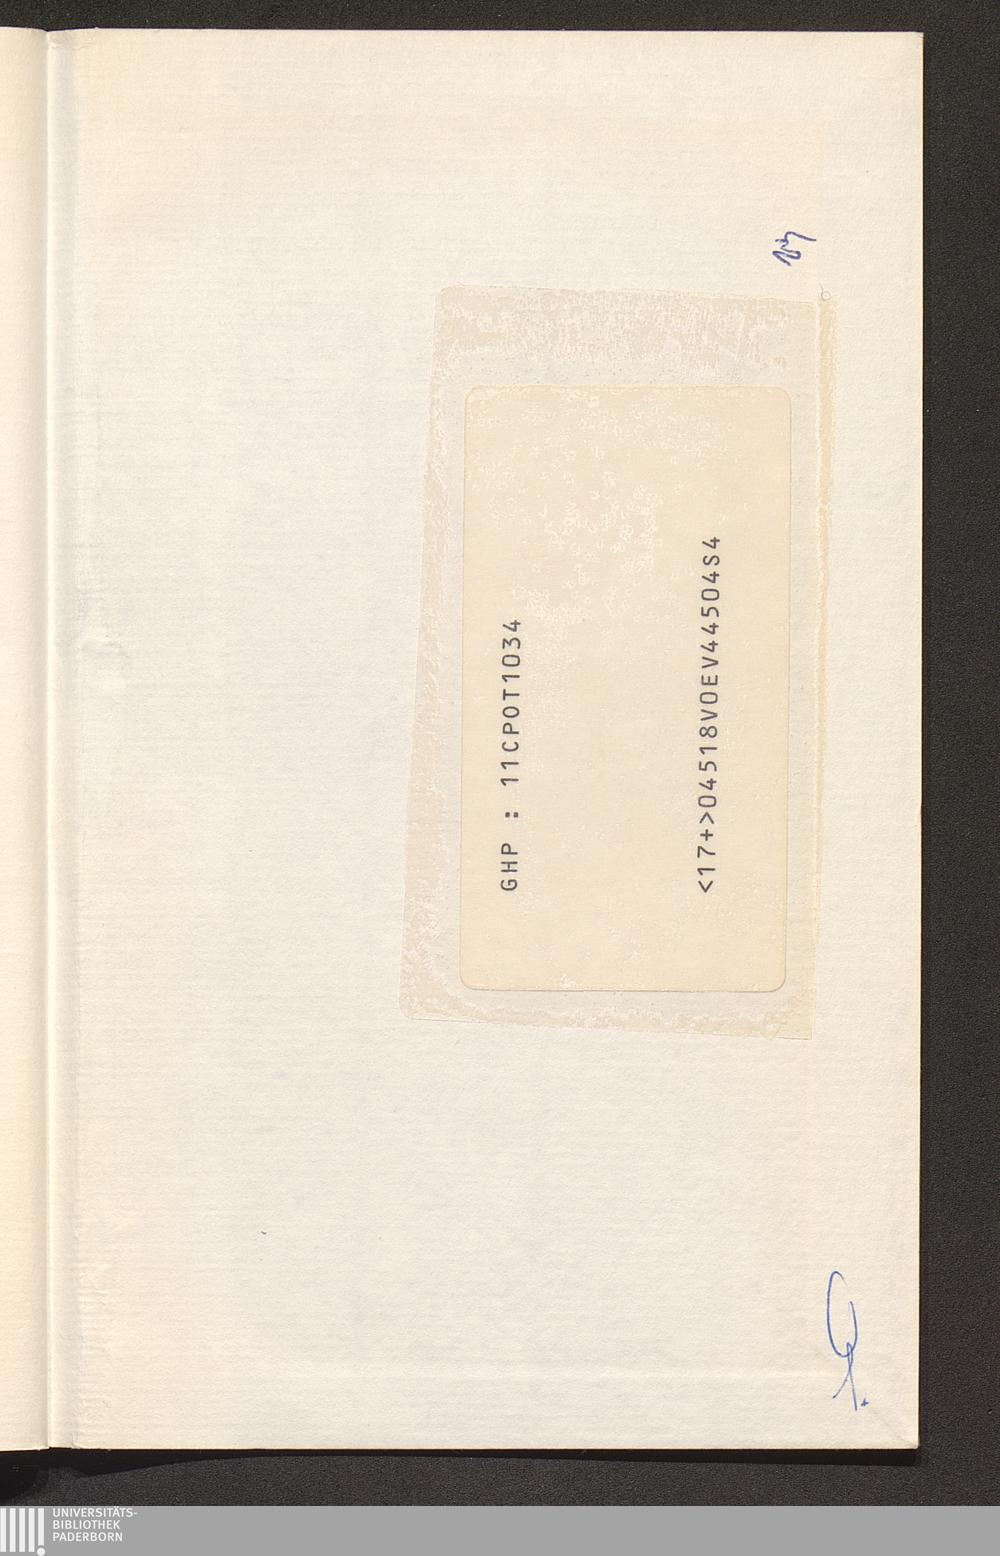 GHP : 11CPOT1034
<17+>04518V0EV44504S4
UNIVERSITÄTS-
BIBLIOTHEK
PADERBORN